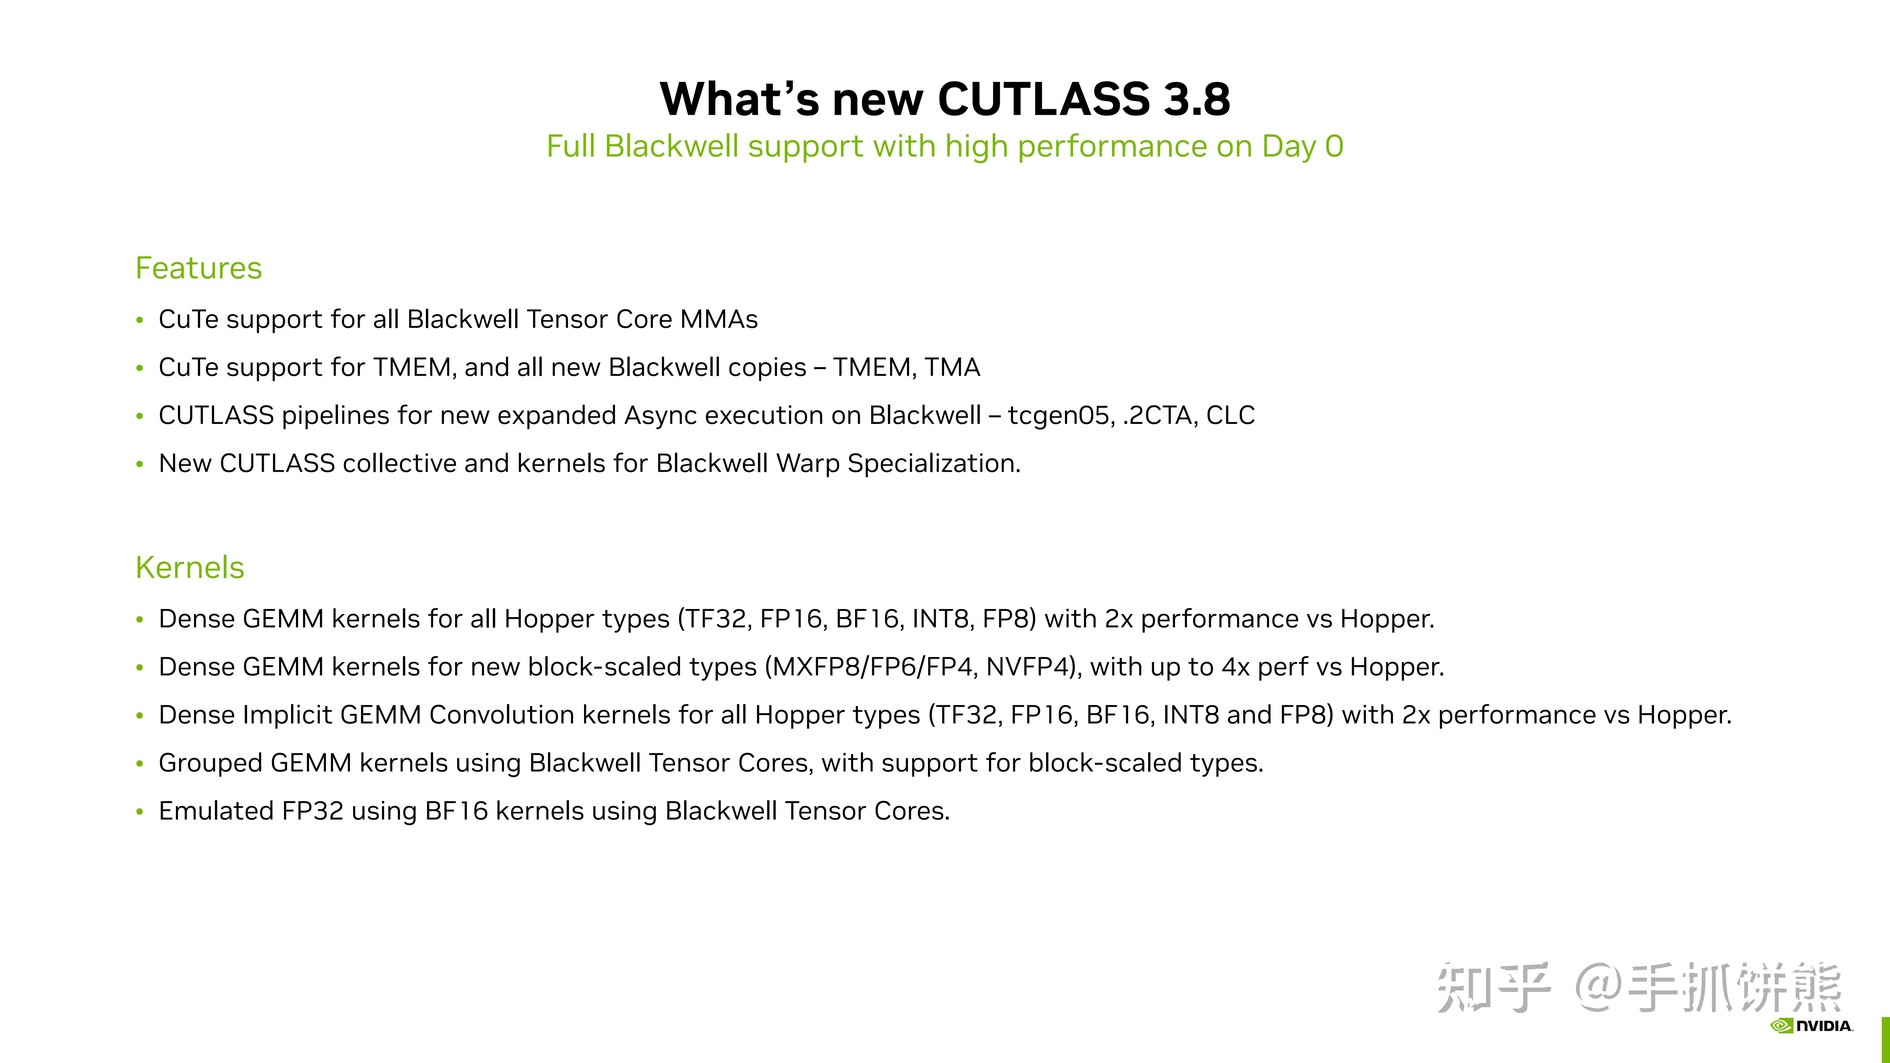 What’s new CUTLASS 3.8
Full Blackwell support with high performance on Day 0
Features
• CuTe support for all Blackwell Tensor Core MMAs
• CuTe support for TMEM, and all new Blackwell copies – TMEM, TMA
• CUTLASS pipelines for new expanded Async execution on Blackwell – tcgen05, .2CTA, CLC
• New CUTLASS collective and kernels for Blackwell Warp Specialization.
Kernels
• Dense GEMM kernels for all Hopper types (TF32, FP16, BF16, INT8, FP8) with 2x performance vs Hopper.
• Dense GEMM kernels for new block-scaled types (MXFP8/FP6/FP4, NVFP4), with up to 4x perf vs Hopper.
• Dense Implicit GEMM Convolution kernels for all Hopper types (TF32, FP16, BF16, INT8 and FP8) with 2x performance vs Hopper.
• Grouped GEMM kernels using Blackwell Tensor Cores, with support for block-scaled types.
• Emulated FP32 using BF16 kernels using Blackwell Tensor Cores.
知乎 @手抓饼熊
NVIDIA.